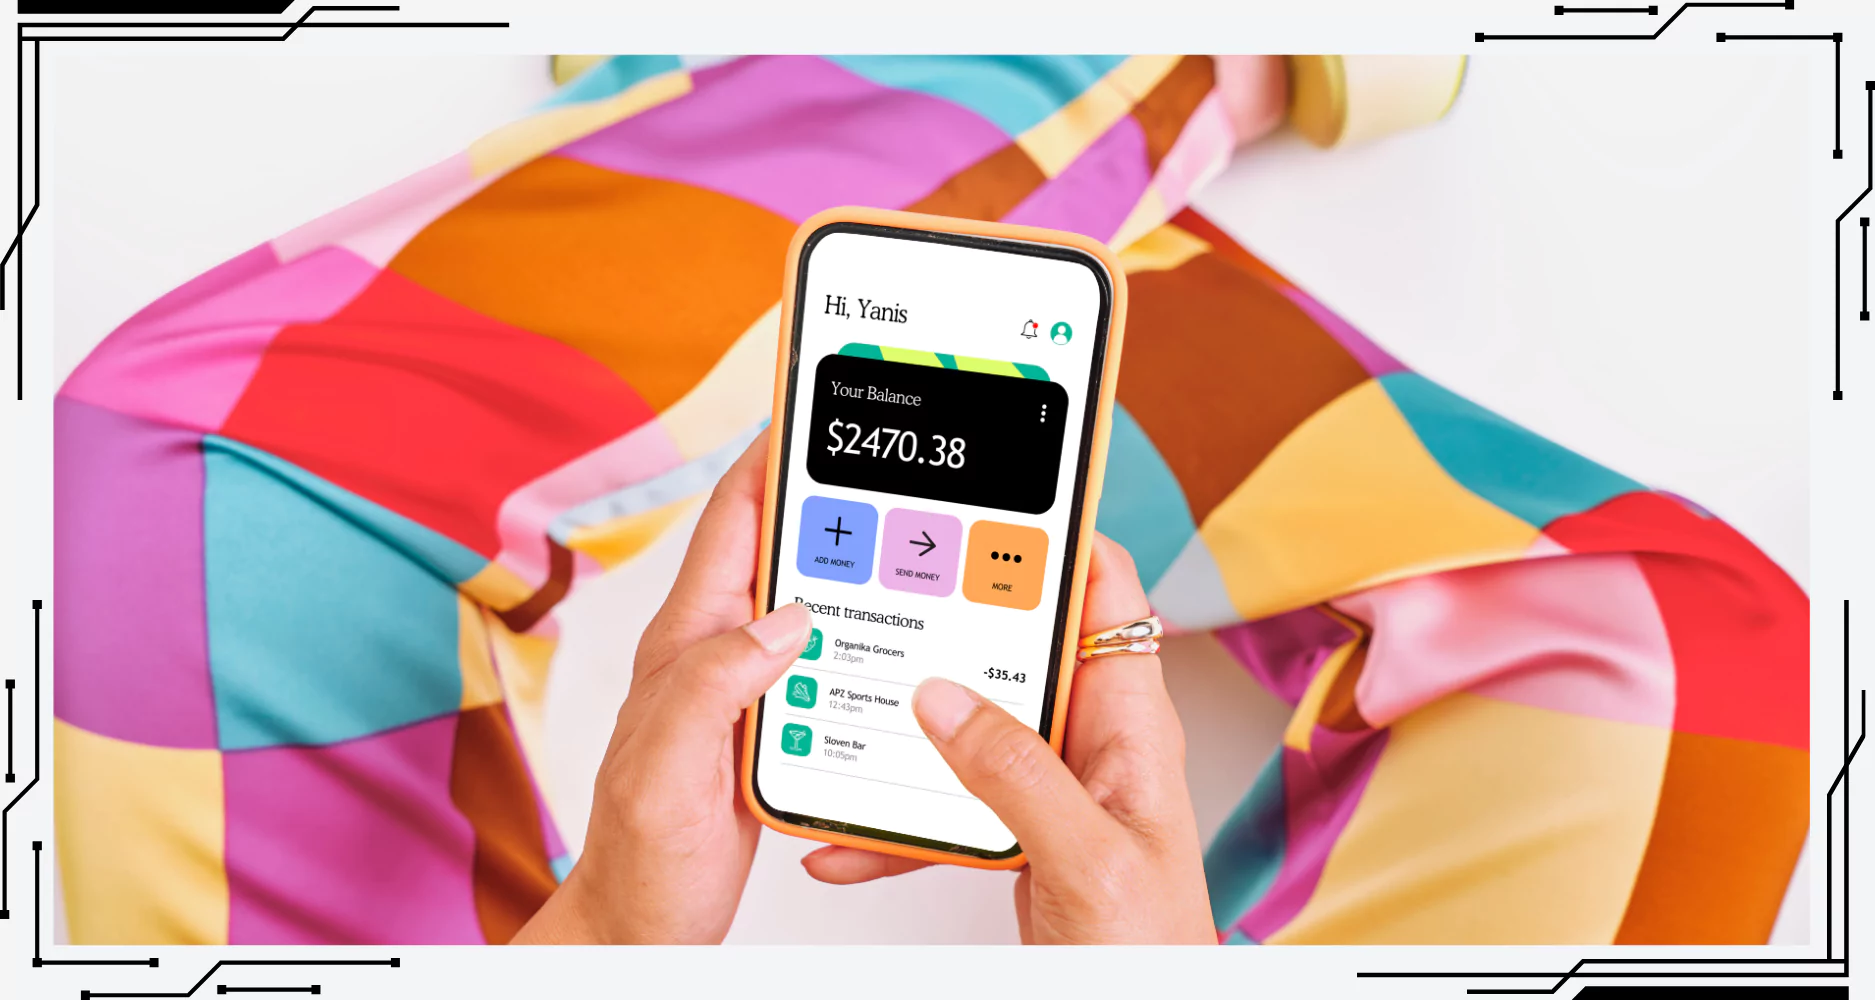 Hi, Yanis
Your Balance
$2470.38
ADD MONEY
SEND MONEY
MORE
Recent transactions
Organika Grocers
2:03pm
-$35.43
APZ Sports House
12:43pm
Sloven Bar
10:05pm